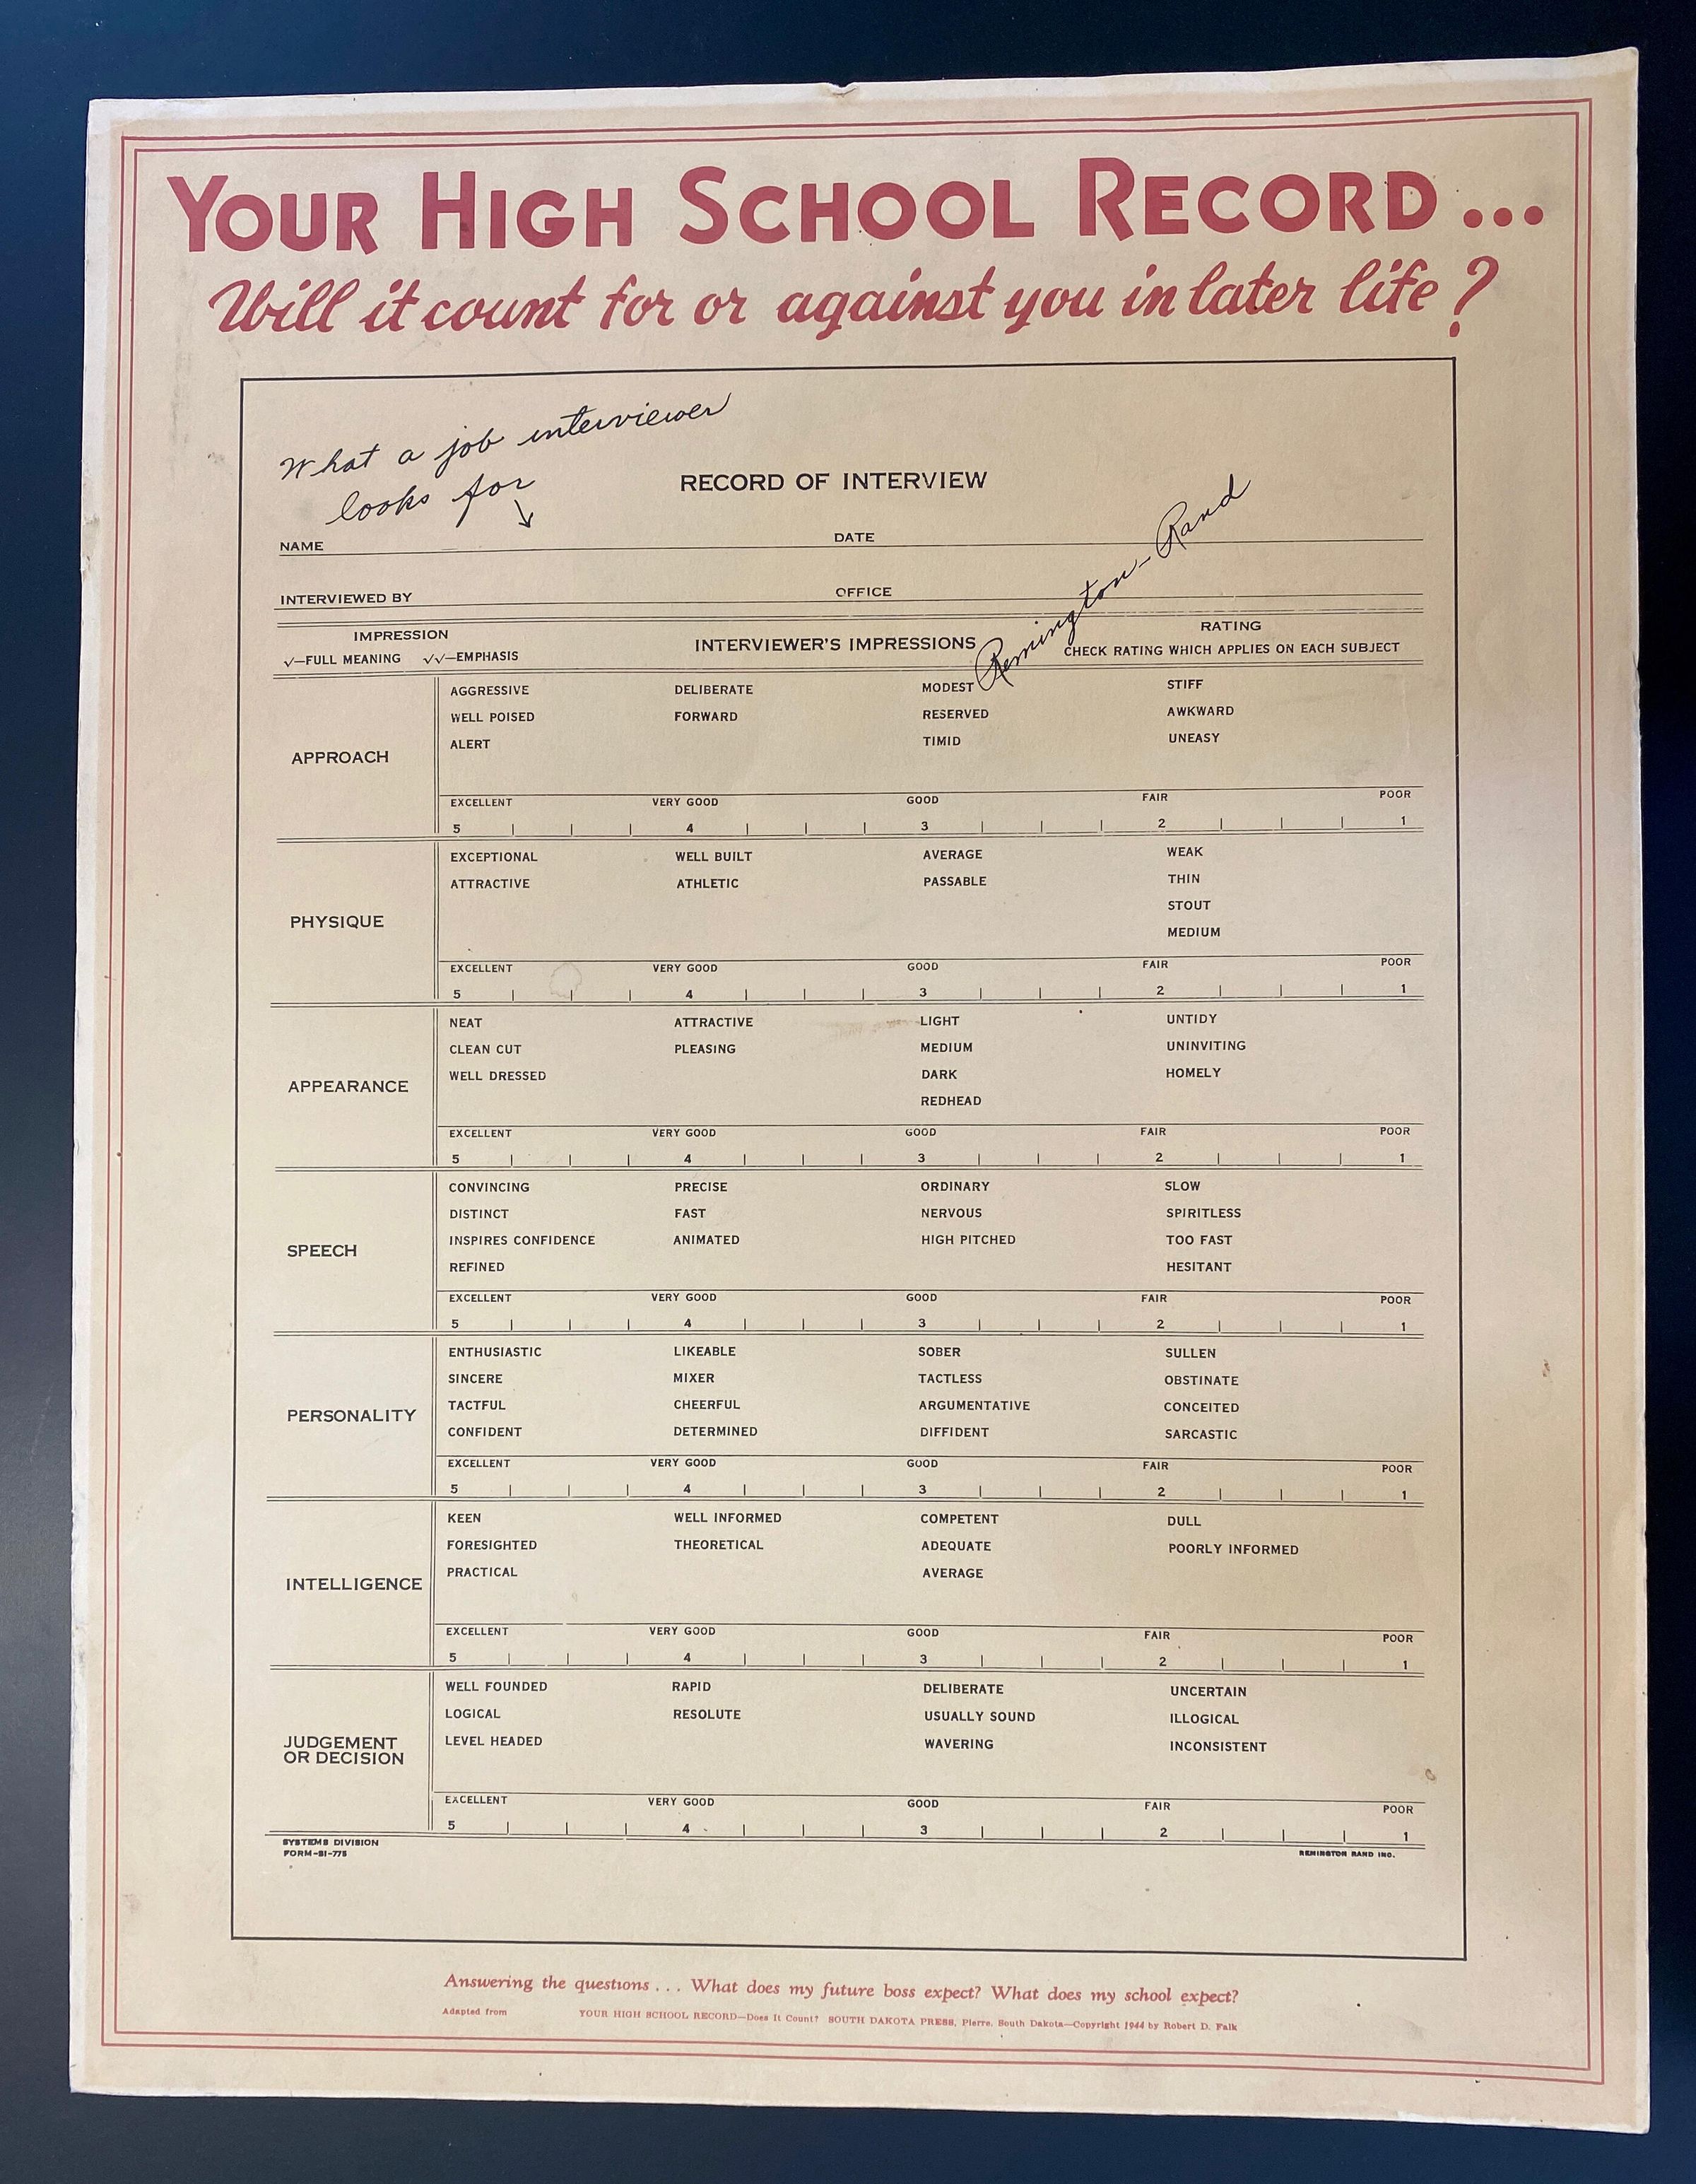 YOUR HIGH SCHOOL RECORD...
Will it count for or against you in later life?
What a job interviewer
looks for
RECORD OF INTERVIEW
Remington-Rand
NAME DATE
INTERVIEWED BY OFFICE
IMPRESSION INTERVIEWER'S IMPRESSIONS RATING
✓—FULL MEANING ✓✓—EMPHASIS CHECK RATING WHICH APPLIES ON EACH SUBJECT
APPROACH
AGGRESSIVE DELIBERATE MODEST STIFF
WELL POISED FORWARD RESERVED AWKWARD
ALERT TIMID UNEASY
EXCELLENT VERY GOOD GOOD FAIR POOR
5 4 3 2 1
PHYSIQUE
EXCEPTIONAL WELL BUILT AVERAGE WEAK
ATTRACTIVE ATHLETIC PASSABLE THIN
STOUT
MEDIUM
EXCELLENT VERY GOOD GOOD FAIR POOR
5 4 3 2 1
APPEARANCE
NEAT ATTRACTIVE LIGHT UNTIDY
CLEAN CUT PLEASING MEDIUM UNINVITING
WELL DRESSED DARK HOMELY
REDHEAD
EXCELLENT VERY GOOD GOOD FAIR POOR
5 4 3 2 1
SPEECH
CONVINCING PRECISE ORDINARY SLOW
DISTINCT FAST NERVOUS SPIRITLESS
INSPIRES CONFIDENCE ANIMATED HIGH PITCHED TOO FAST
REFINED HESITANT
EXCELLENT VERY GOOD GOOD FAIR POOR
5 4 3 2 1
PERSONALITY
ENTHUSIASTIC LIKEABLE SOBER SULLEN
SINCERE MIXER TACTLESS OBSTINATE
TACTFUL CHEERFUL ARGUMENTATIVE CONCEITED
CONFIDENT DETERMINED DIFFIDENT SARCASTIC
EXCELLENT VERY GOOD GOOD FAIR POOR
5 4 3 2 1
INTELLIGENCE
KEEN WELL INFORMED COMPETENT DULL
FORESIGHTED THEORETICAL ADEQUATE POORLY INFORMED
PRACTICAL AVERAGE
EXCELLENT VERY GOOD GOOD FAIR POOR
5 4 3 2 1
JUDGEMENT
OR DECISION
WELL FOUNDED RAPID DELIBERATE UNCERTAIN
LOGICAL RESOLUTE USUALLY SOUND ILLOGICAL
LEVEL HEADED WAVERING INCONSISTENT
EXCELLENT VERY GOOD GOOD FAIR POOR
5 4 3 2 1
SYSTEMS DIVISION
FORM-SI-775 REMINGTON RAND INC.
Answering the questions... What does my future boss expect? What does my school expect?
Adapted from YOUR HIGH SCHOOL RECORD—Does It Count? SOUTH DAKOTA PRESS, Pierre, South Dakota—Copyright 1944 by Robert D. Falk